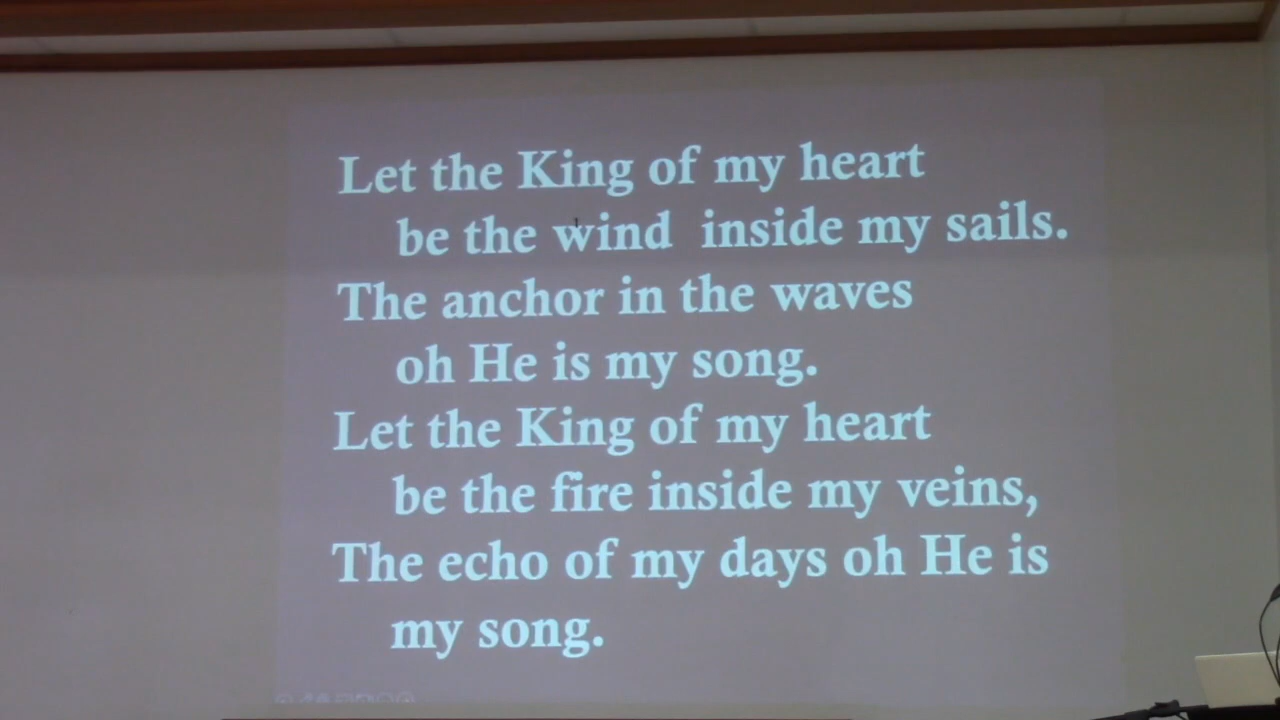 Let the King of my heart
be the wind  inside my sails.
The anchor in the waves
oh He is my song.
Let the King of my heart
be the fire inside my veins,
The echo of my days oh He is
my song.